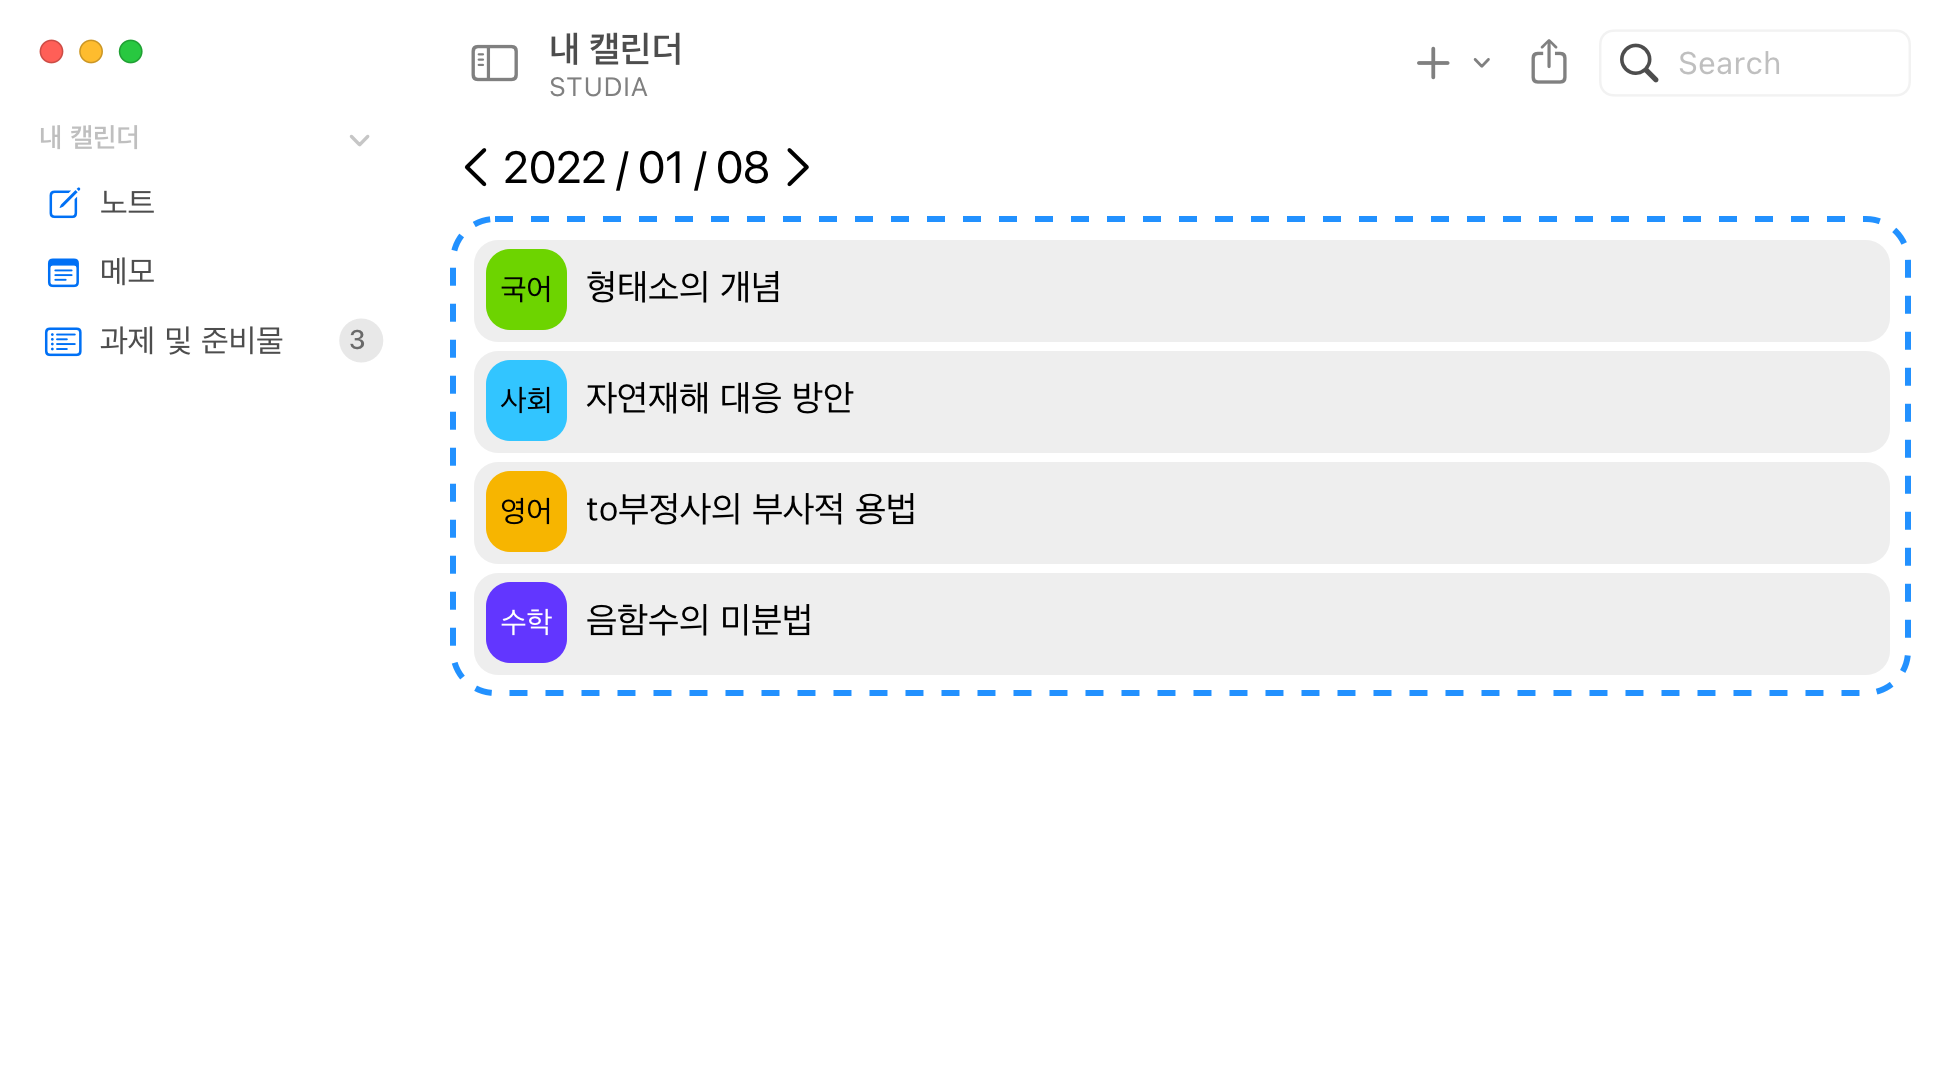 내 캘린더
노트
메모
과제 및 준비물 3
내 캘린더
STUDIA
Search
2022 / 01 / 08
국어 형태소의 개념
사회 자연재해 대응 방안
영어 to부정사의 부사적 용법
수학 음함수의 미분법